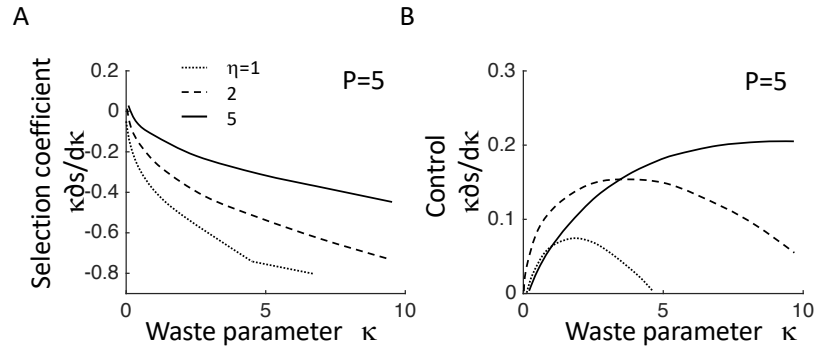 A
B
Selection coefficient
κ∂s/dκ
0.2
0
-0.2
-0.4
-0.6
-0.8
η=1
2
5
P=5
0
5
10
Waste parameter κ
Control
κ∂s/dκ
0.3
0.2
0.1
0
P=5
0
5
10
Waste parameter κ